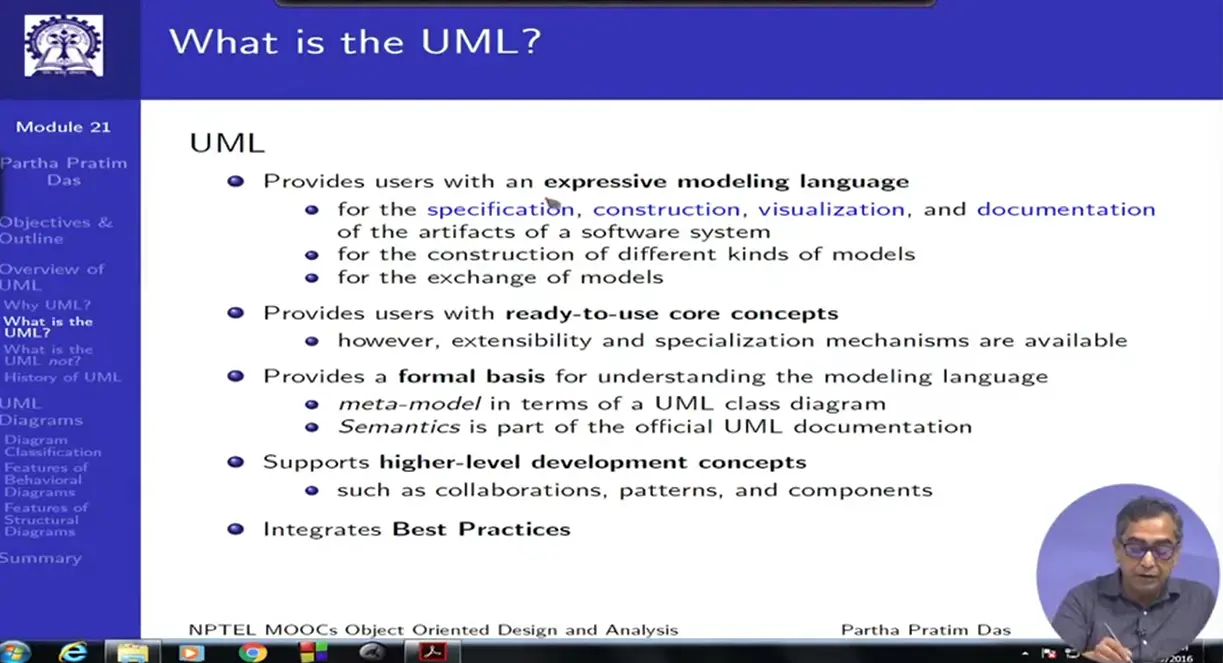 What is the UML?
Module 21
Partha Pratim
Das
Objectives &
Outline
Overview of
UML
Why UML?
What is the
UML?
What is the
UML not?
History of UML
UML
Diagrams
Diagram
Classification
Features of
Behavioral
Diagrams
Features of
Structural
Diagrams
Summary
UML
Provides users with an expressive modeling language
for the specification, construction, visualization, and documentation
of the artifacts of a software system
for the construction of different kinds of models
for the exchange of models
Provides users with ready-to-use core concepts
however, extensibility and specialization mechanisms are available
Provides a formal basis for understanding the modeling language
meta-model in terms of a UML class diagram
Semantics is part of the official UML documentation
Supports higher-level development concepts
such as collaborations, patterns, and components
Integrates Best Practices
NPTEL MOOCs Object Oriented Design and Analysis
Partha Pratim Das